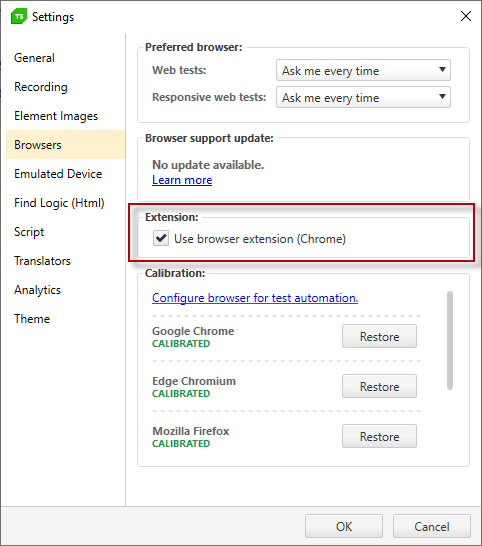 TS Settings
General
Recording
Element Images
Browsers
Emulated Device
Find Logic (Html)
Script
Translators
Analytics
Theme
Preferred browser:
Web tests: Ask me every time
Responsive web tests: Ask me every time
Browser support update:
No update available.
Learn more
Extension:
Use browser extension (Chrome)
Calibration:
Configure browser for test automation.
Google Chrome
CALIBRATED
Restore
Edge Chromium
CALIBRATED
Restore
Mozilla Firefox
CALIBRATED
Restore
OK Cancel